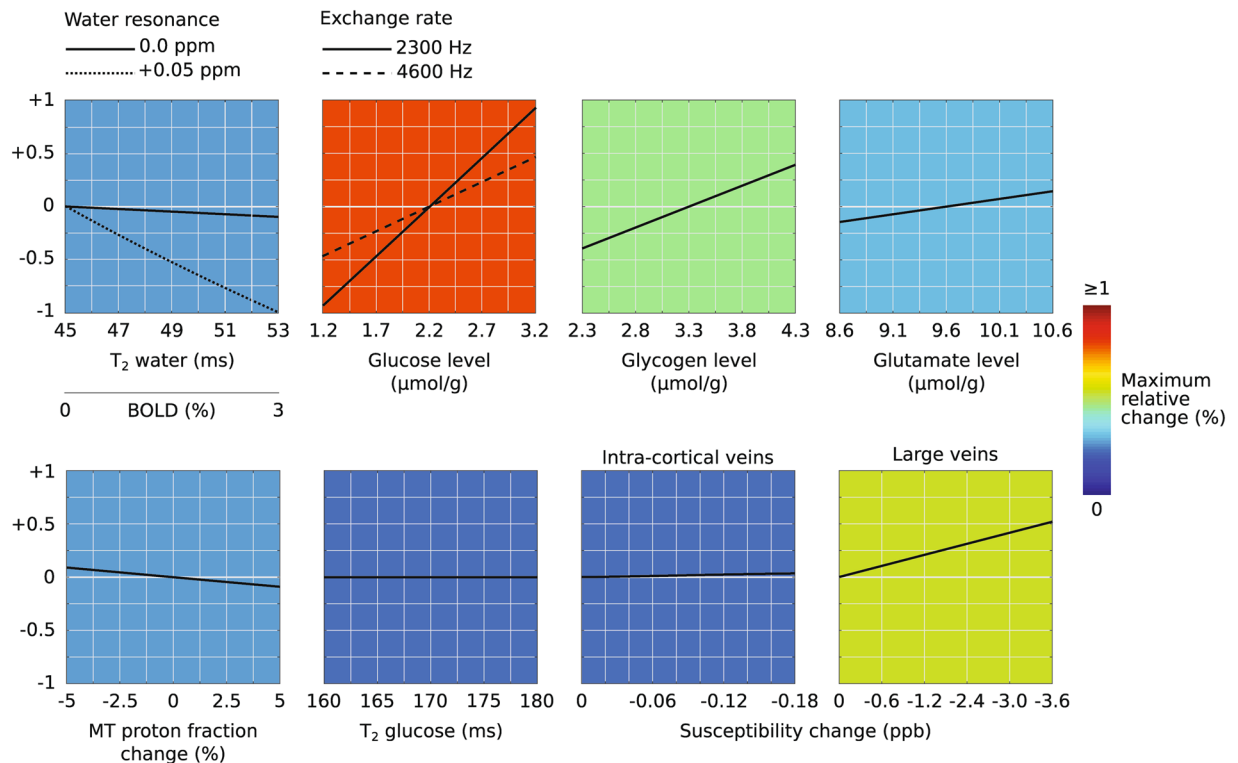 Water resonance
0.0 ppm
+0.05 ppm
Exchange rate
2300 Hz
4600 Hz
+1
+0.5
0
-0.5
-1
45 47 49 51 53
T2 water (ms)
0 BOLD (%) 3
1.2 1.7 2.2 2.7 3.2
Glucose level
(μmol/g)
2.3 2.8 3.3 3.8 4.3
Glycogen level
(μmol/g)
8.6 9.1 9.6 10.1 10.6
Glutamate level
(μmol/g)
≥1
Maximum
relative
change (%)
0
+1
+0.5
0
-0.5
-1
-5 -2.5 0 2.5 5
MT proton fraction
change (%)
160 165 170 175 180
T2 glucose (ms)
Intra-cortical veins
0 -0.06 -0.12 -0.18
Large veins
0 -0.6 -1.2 -2.4 -3.0 -3.6
Susceptibility change (ppb)